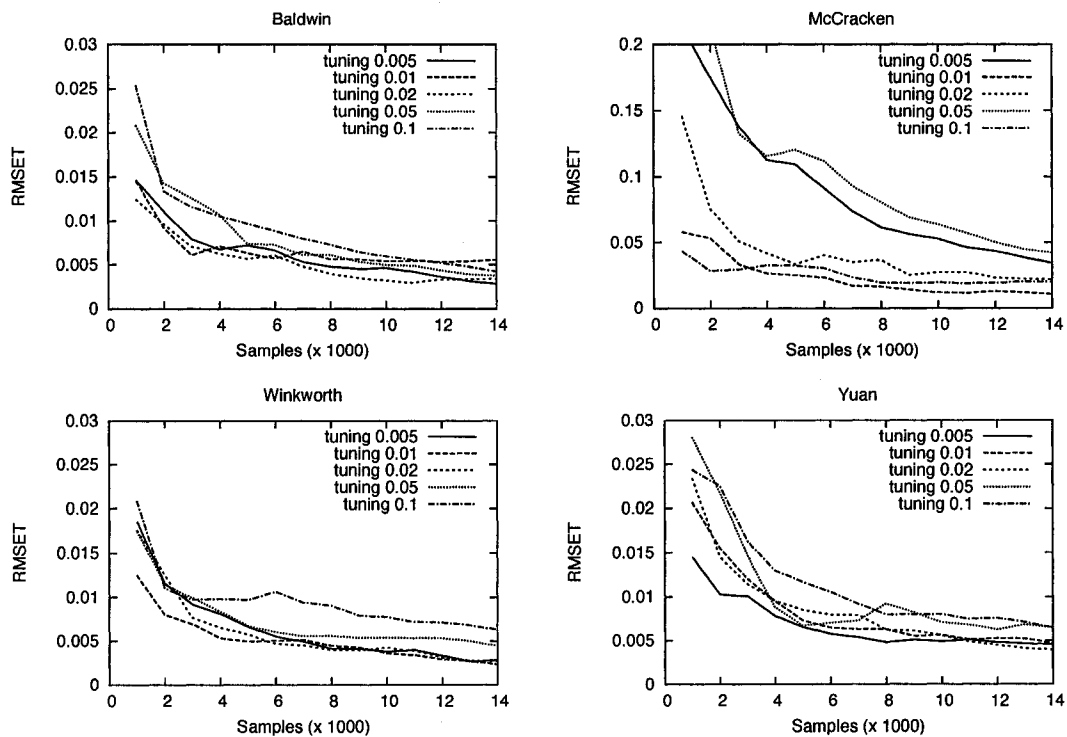 Baldwin
0.03
0.025
0.02
0.015
0.01
0.005
0
RMSET
tuning 0.005
tuning 0.01
tuning 0.02
tuning 0.05
tuning 0.1
0 2 4 6 8 10 12 14
Samples (x 1000)
McCracken
0.2
0.15
0.1
0.05
0
RMSET
tuning 0.005
tuning 0.01
tuning 0.02
tuning 0.05
tuning 0.1
0 2 4 6 8 10 12 14
Samples (x 1000)
Winkworth
0.03
0.025
0.02
0.015
0.01
0.005
0
RMSET
tuning 0.005
tuning 0.01
tuning 0.02
tuning 0.05
tuning 0.1
0 2 4 6 8 10 12 14
Samples (x 1000)
Yuan
0.03
0.025
0.02
0.015
0.01
0.005
0
RMSET
tuning 0.005
tuning 0.01
tuning 0.02
tuning 0.05
tuning 0.1
0 2 4 6 8 10 12 14
Samples (x 1000)